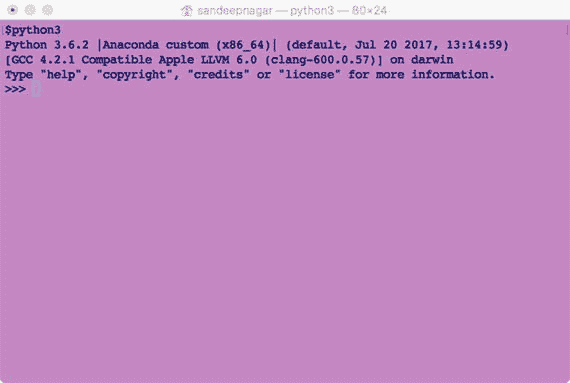 sandeepnagar — python3 — 80×24
$python3
Python 3.6.2 |Anaconda custom (x86_64)| (default, Jul 20 2017, 13:14:59)
[GCC 4.2.1 Compatible Apple LLVM 6.0 (clang-600.0.57)] on darwin
Type "help", "copyright", "credits" or "license" for more information.
>>>